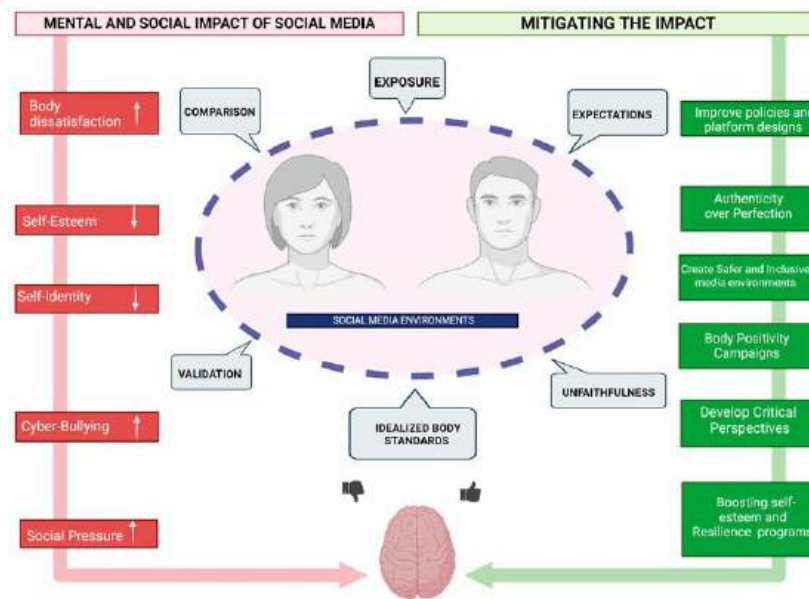 MENTAL AND SOCIAL IMPACT OF SOCIAL MEDIA
MITIGATING THE IMPACT
Body
dissatisfaction ↑
Self-Esteem ↓
Self-Identity ↓
Cyber-Bullying ↑
Social Pressure ↑
COMPARISON
EXPOSURE
EXPECTATIONS
SOCIAL MEDIA ENVIRONMENTS
VALIDATION
IDEALIZED BODY
STANDARDS
UNFAITHFULNESS
Improve policies and
platform designs
Authenticity
over Perfection
Create Safer and Inclusive
media environments
Body Positivity
Campaigns
Develop Critical
Perspectives
Boosting self-
esteem and
Resilience programs